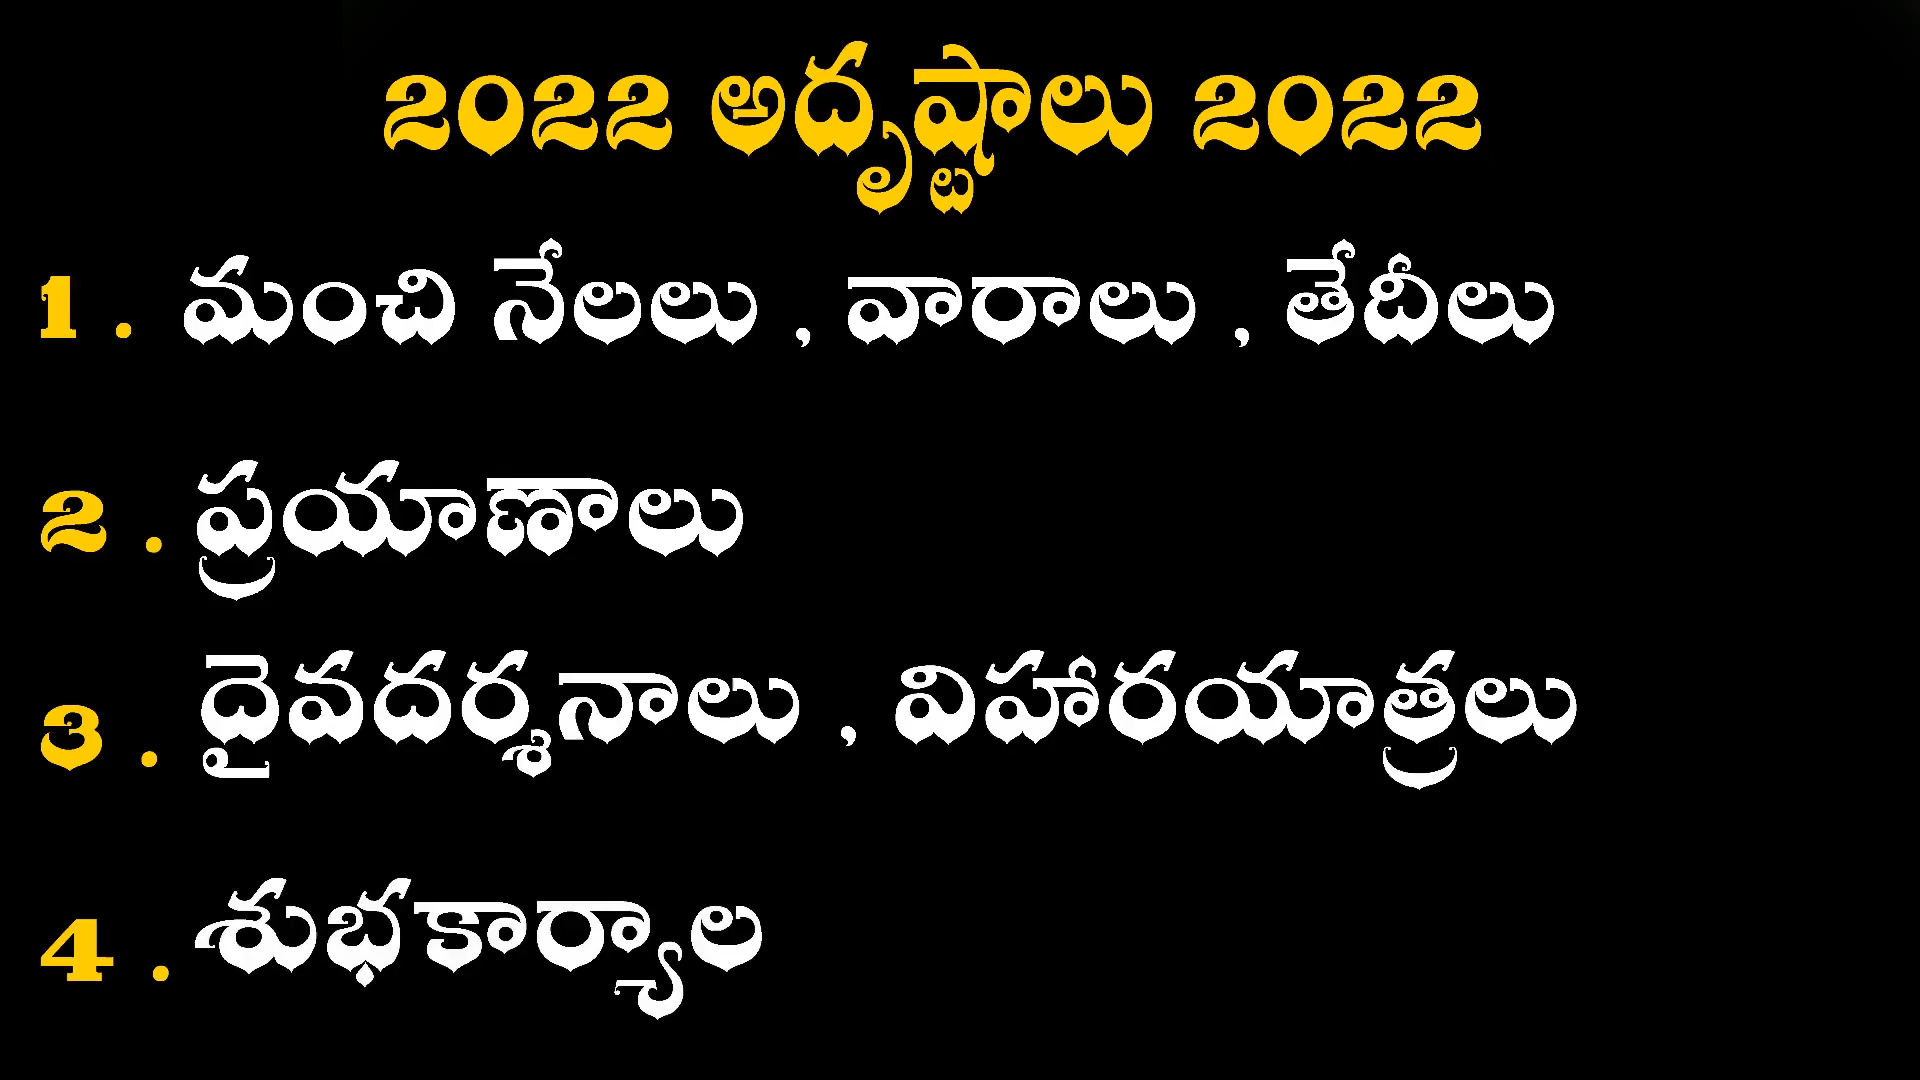 2022 అదృష్టాలు 2022
1 . మంచి నేలలు , వారాలు , తేదీలు
2 . ప్రయాణాలు
3 . దైవదర్శనాలు , విహారయాత్రలు
4 . శుభకార్యాల